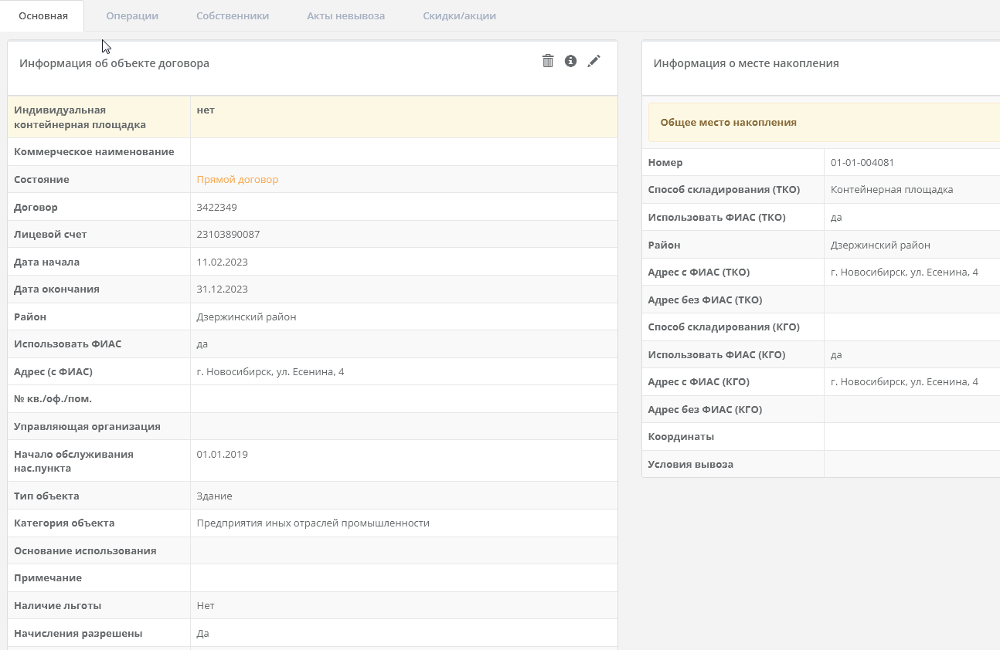 Основная Операции Собственники Акты невывоза Скидки/акции
Информация об объекте договора
Индивидуальная контейнерная площадка нет
Коммерческое наименование
Состояние Прямой договор
Договор 3422349
Лицевой счет 23103890087
Дата начала 11.02.2023
Дата окончания 31.12.2023
Район Дзержинский район
Использовать ФИАС да
Адрес (с ФИАС) г. Новосибирск, ул. Есенина, 4
№ кв./оф./пом.
Управляющая организация
Начало обслуживания нас.пункта 01.01.2019
Тип объекта Здание
Категория объекта Предприятия иных отраслей промышленности
Основание использования
Примечание
Наличие льготы Нет
Начисления разрешены Да
Информация о месте накопления
Общее место накопления
Номер 01-01-004081
Способ складирования (ТКО) Контейнерная площадка
Использовать ФИАС (ТКО) да
Район Дзержинский район
Адрес с ФИАС (ТКО) г. Новосибирск, ул. Есенина, 4
Адрес без ФИАС (ТКО)
Способ складирования (КГО)
Использовать ФИАС (КГО) да
Адрес с ФИАС (КГО) г. Новосибирск, ул. Есенина, 4
Адрес без ФИАС (КГО)
Координаты
Условия вывоза